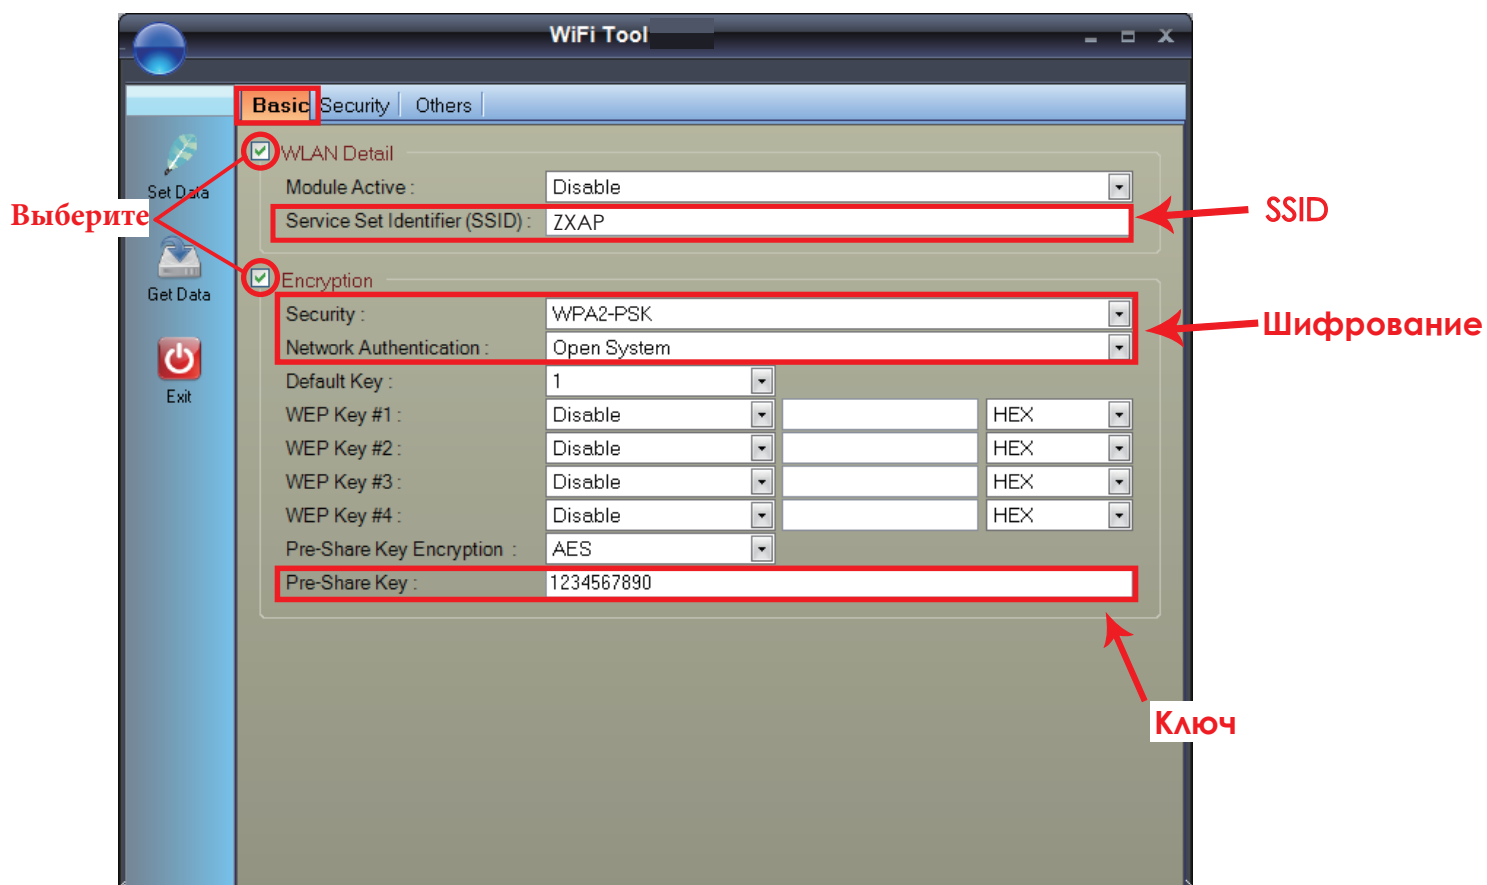 WiFi Tool
Basic Security Others
WLAN Detail
Set Data
Module Active : Disable
Выберите
Service Set Identifier (SSID) : ZXAP
SSID
Encryption
Get Data
Security : WPA2-PSK
Шифрование
Network Authentication : Open System
Default Key : 1
Exit
WEP Key #1 : Disable HEX
WEP Key #2 : Disable HEX
WEP Key #3 : Disable HEX
WEP Key #4 : Disable HEX
Pre-Share Key Encryption : AES
Pre-Share Key : 1234567890
Ключ